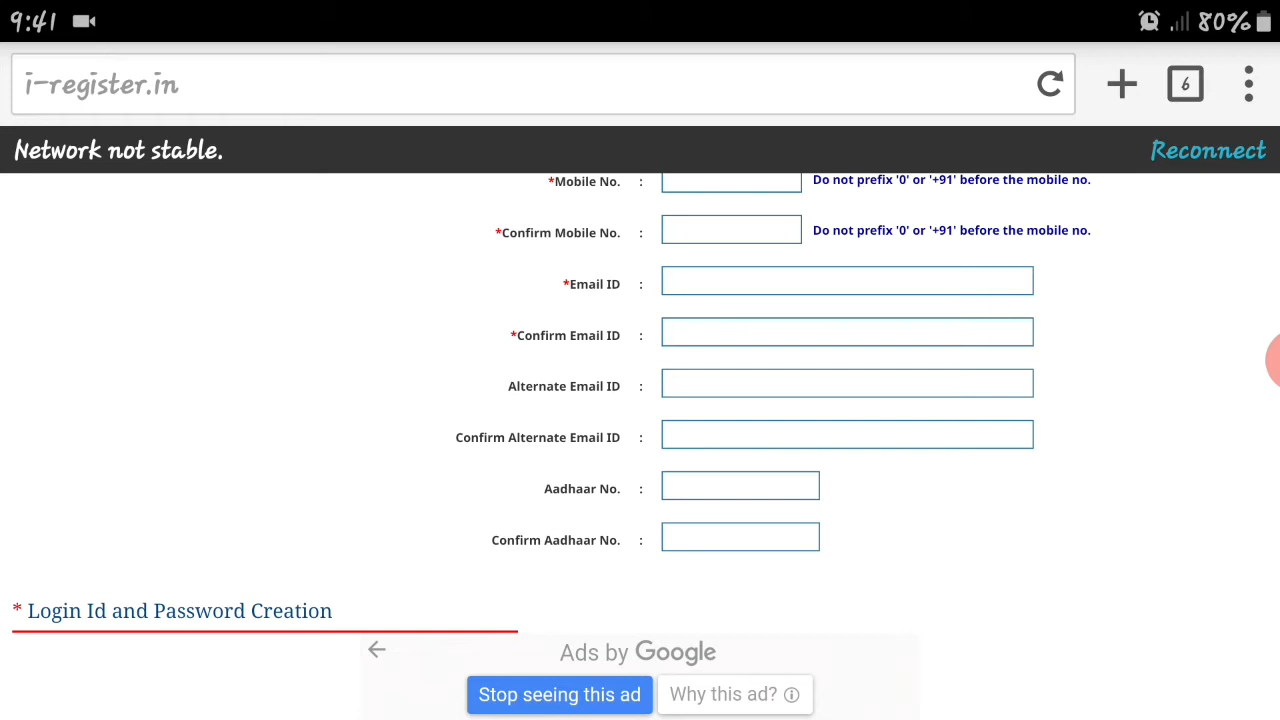 9:41 80%
i-register.in 6
Network not stable. Reconnect
*Mobile No. : Do not prefix '0' or '+91' before the mobile no.
*Confirm Mobile No. : Do not prefix '0' or '+91' before the mobile no.
*Email ID :
*Confirm Email ID :
Alternate Email ID :
Confirm Alternate Email ID :
Aadhaar No. :
Confirm Aadhaar No. :
* Login Id and Password Creation
Ads by Google
Stop seeing this ad Why this ad?